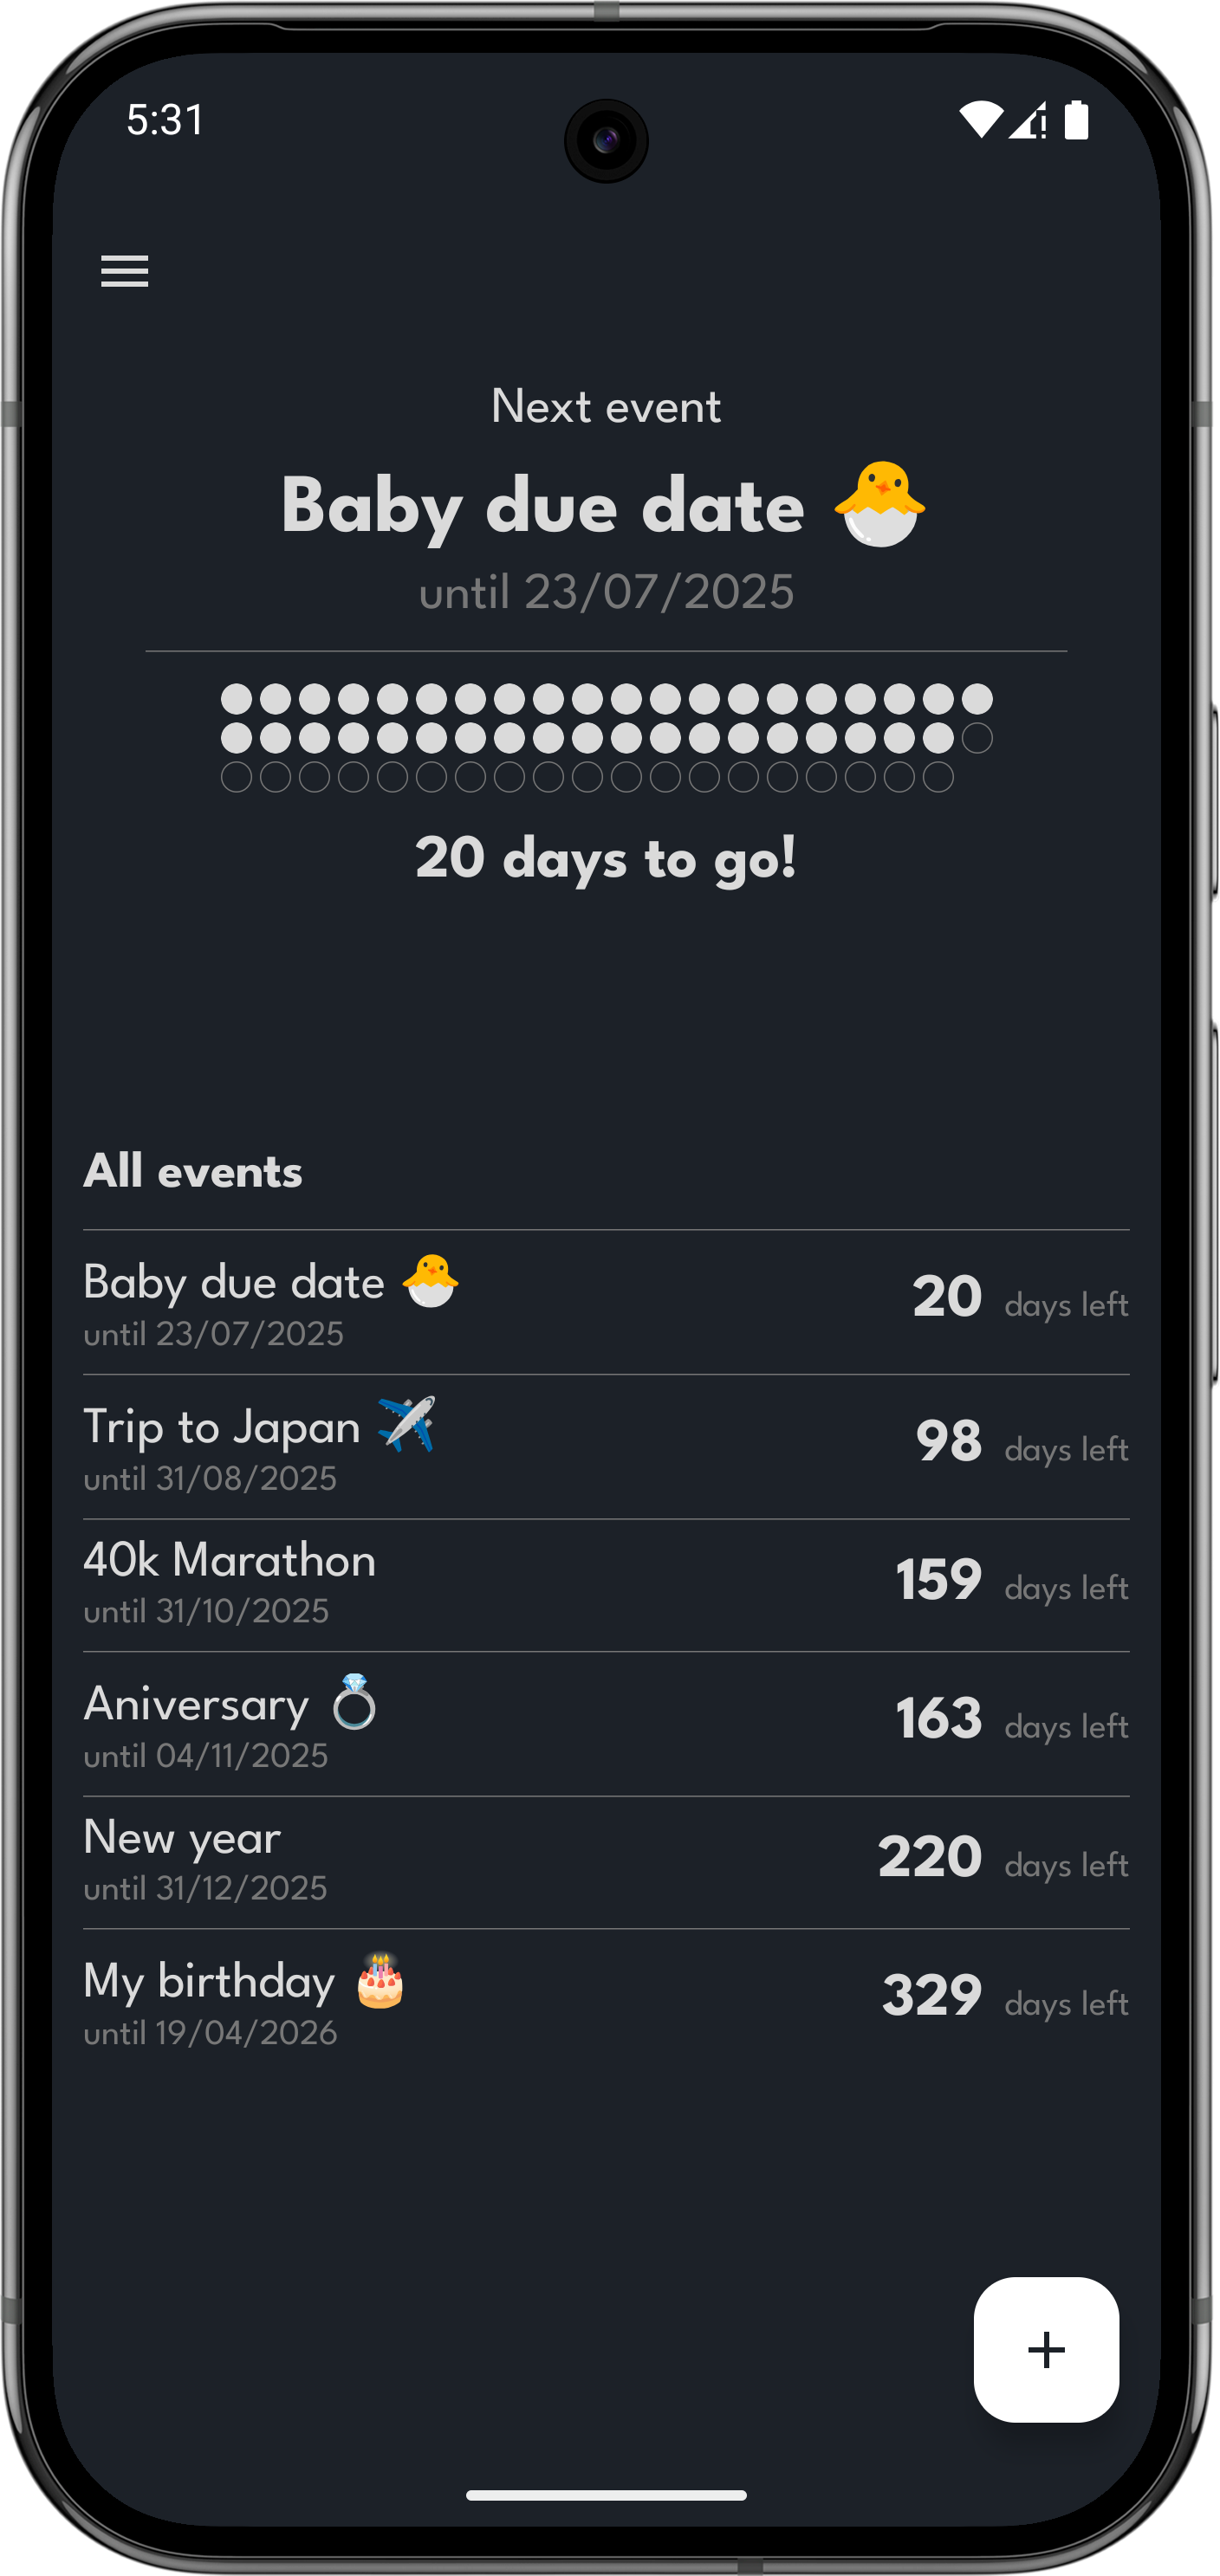 5:31
Next event
Baby due date 🐣
until 23/07/2025
20 days to go!
All events
Baby due date 🐣
until 23/07/2025
20 days left
Trip to Japan ✈️
until 31/08/2025
98 days left
40k Marathon
until 31/10/2025
159 days left
Aniversary 💍
until 04/11/2025
163 days left
New year
until 31/12/2025
220 days left
My birthday 🎂
until 19/04/2026
329 days left
+